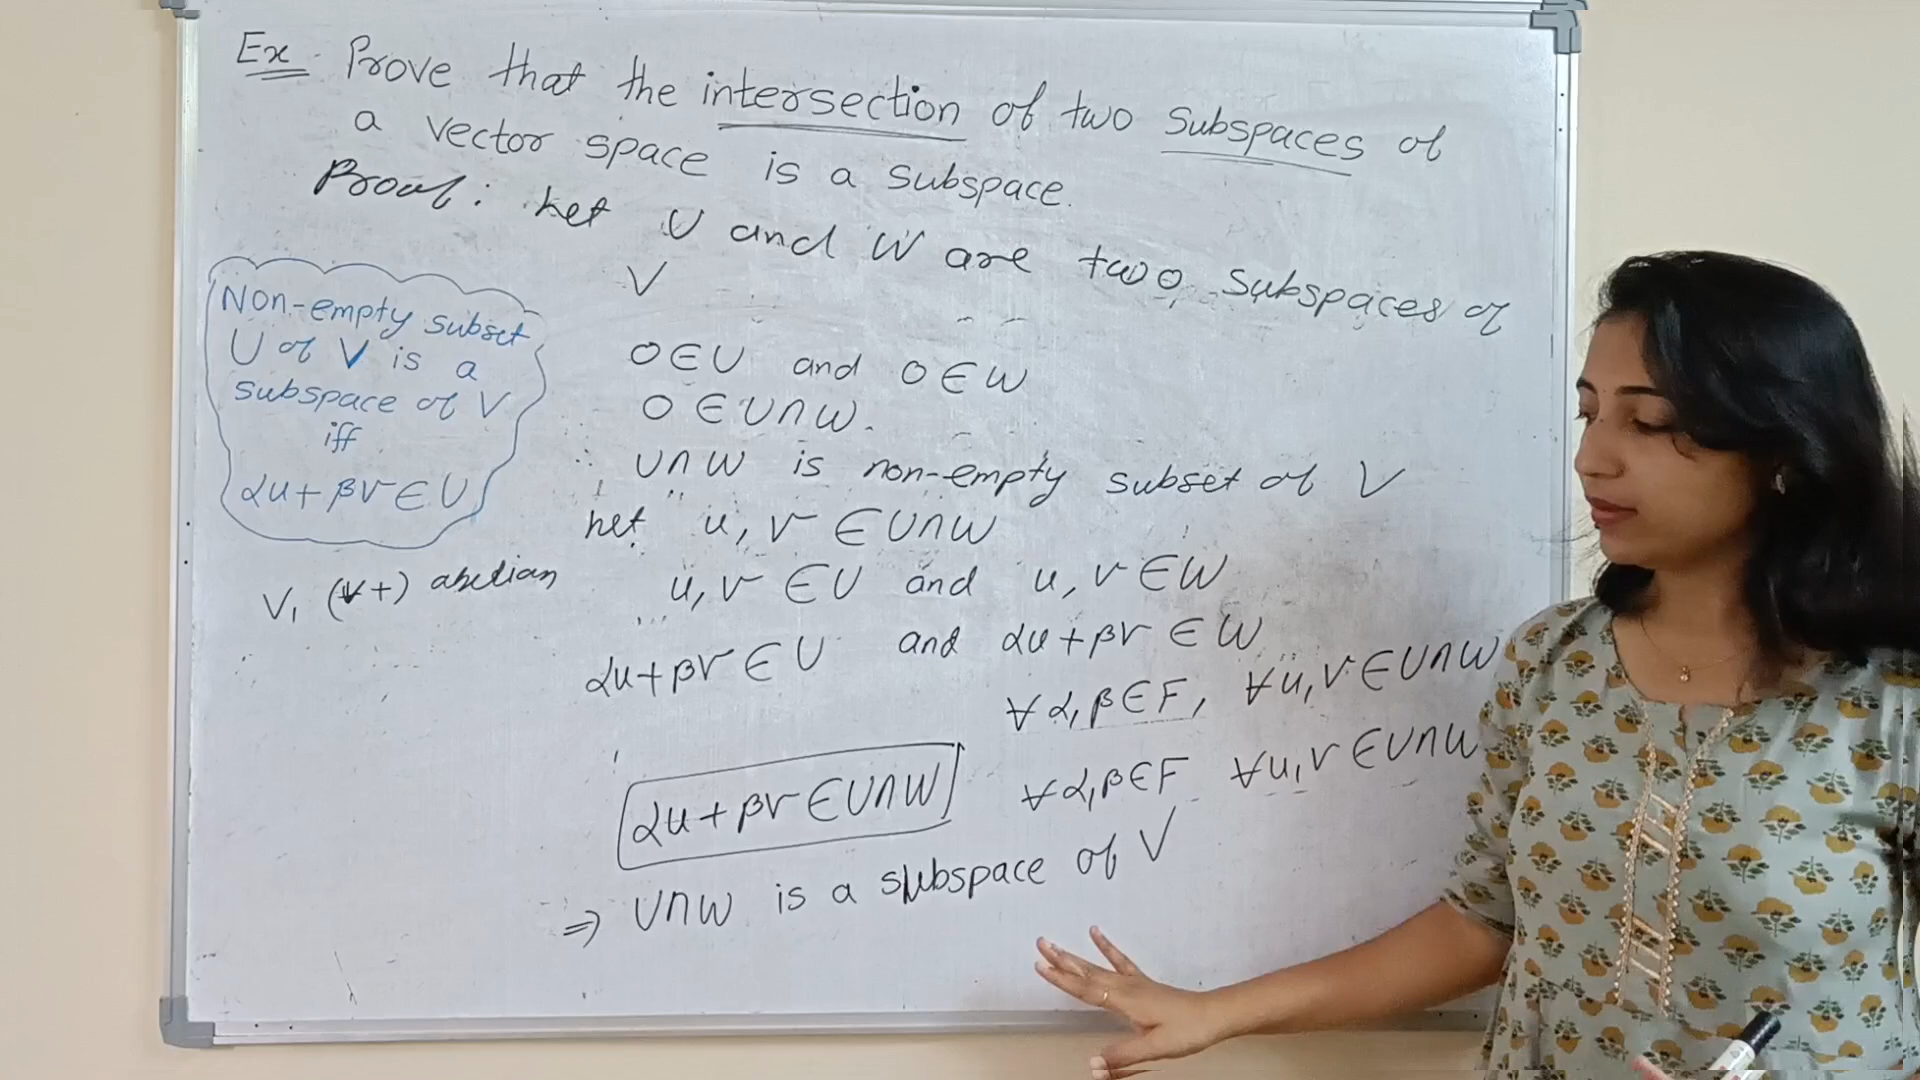 Ex. Prove that the intersection of two subspaces of
a vector space is a subspace.
Proof: Let U and W are two subspaces of
V
Non-empty subset
U of V is a
subspace of V
iff
αu+βv∈U
V, (V+) abelian
0∈U and 0∈W
0∈U∩W.
U∩W is non-empty subset of V
Let u, v ∈U∩W
u, v ∈U and u, v ∈W
αu+βv∈U and αu+βv∈W
∀α,β∈F, ∀u,v∈U∩W
αu+βv∈U∩W ∀α,β∈F ∀u,v∈U∩W
⇒ U∩W is a subspace of V